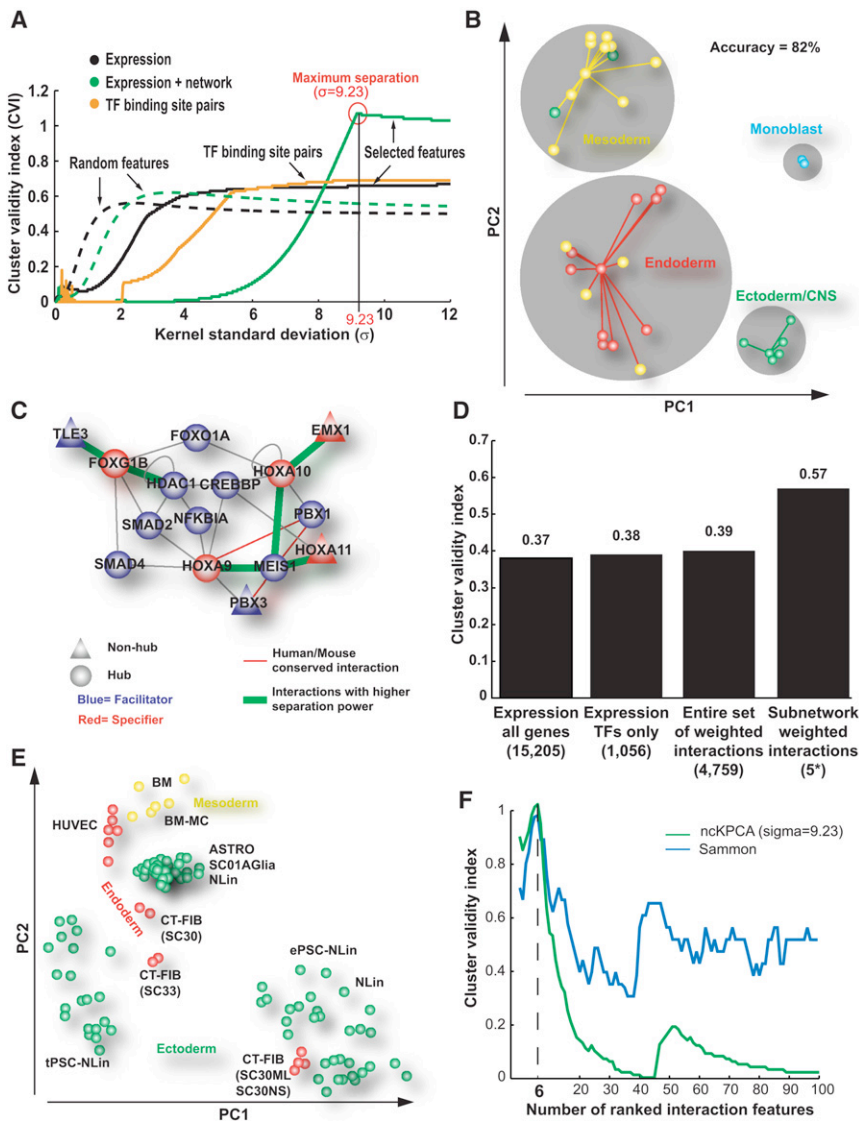 A
Expression
Expression + network
TF binding site pairs
Maximum separation
(σ=9.23)
Random features
TF binding site pairs
Selected features
Cluster validity index (CVI)
1.2
1
0.8
0.6
0.4
0.2
0
0 2 4 6 8 10 12
9.23
Kernel standard deviation (σ)
B
Accuracy = 82%
Mesoderm
Monoblast
Endoderm
Ectoderm/CNS
PC2
PC1
C
TLE3
FOXO1A
EMX1
FOXG1B
HOXA10
HDAC1
CREBBP
SMAD2
NFKBIA
PBX1
HOXA11
SMAD4
HOXA9
MEIS1
PBX3
Non-hub
Hub
Blue= Facilitator
Red= Specifier
Human/Mouse
conserved interaction
Interactions with higher
separation power
D
Cluster validity index
0.7
0.6
0.5
0.4
0.3
0.2
0.1
0
0.37
0.38
0.39
0.57
Expression
all genes
(15,205)
Expression
TFs only
(1,056)
Entire set
of weighted
interactions
(4,759)
Subnetwork
weighted
interactions
(5*)
E
BM
Mesoderm
HUVEC
BM-MC
ASTRO
SC01AGlia
NLin
Endoderm
CT-FIB
(SC30)
CT-FIB
(SC33)
ePSC-NLin
NLin
tPSC-NLin
Ectoderm
CT-FIB
(SC30ML
SC30NS)
PC2
PC1
F
ncKPCA (sigma=9.23)
Sammon
Cluster validity index
1
0.8
0.6
0.4
0.2
0
6 20 40 60 80 100
Number of ranked interaction features